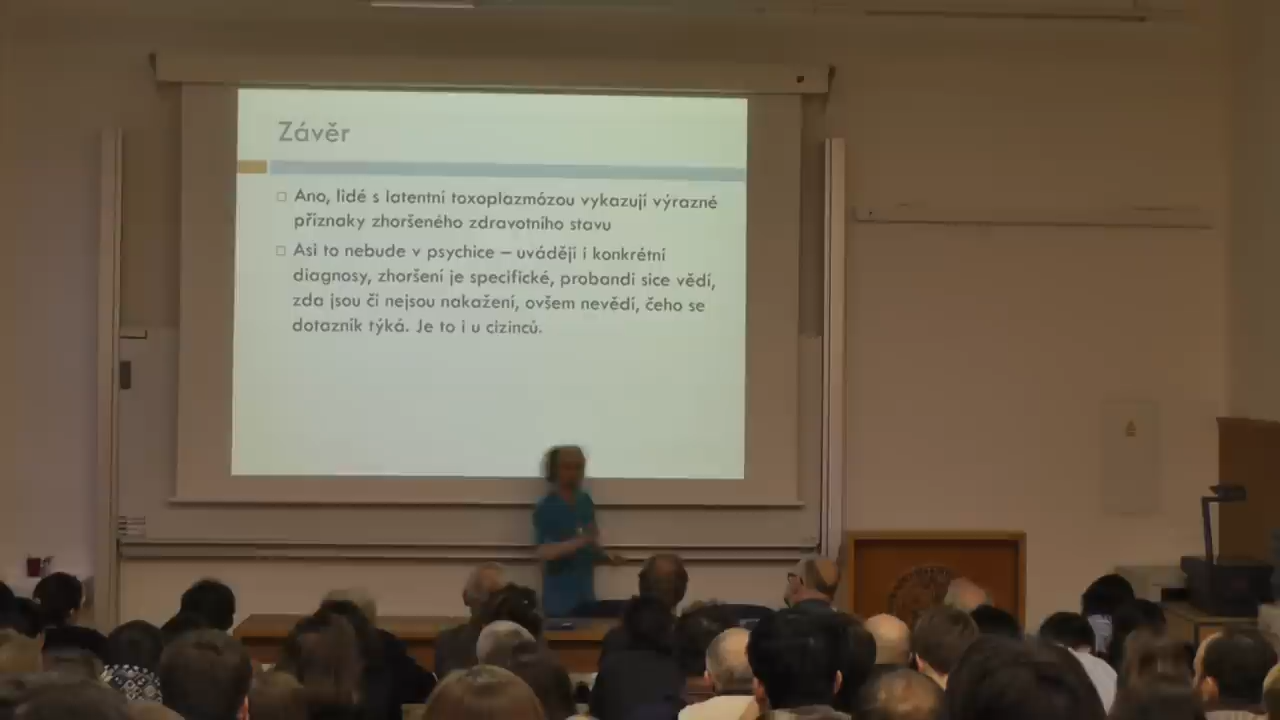 Závěr
Ano, lidé s latentní toxoplazmózou vykazují výrazné
příznaky zhoršeného zdravotního stavu
Asi to nebude v psychice – uvádějí i konkrétní
diagnosy, zhoršení je specifické, probandi sice vědí,
zda jsou či nejsou nakažení, ovšem nevědí, čeho se
dotazník týká. Je to i u cizinců.